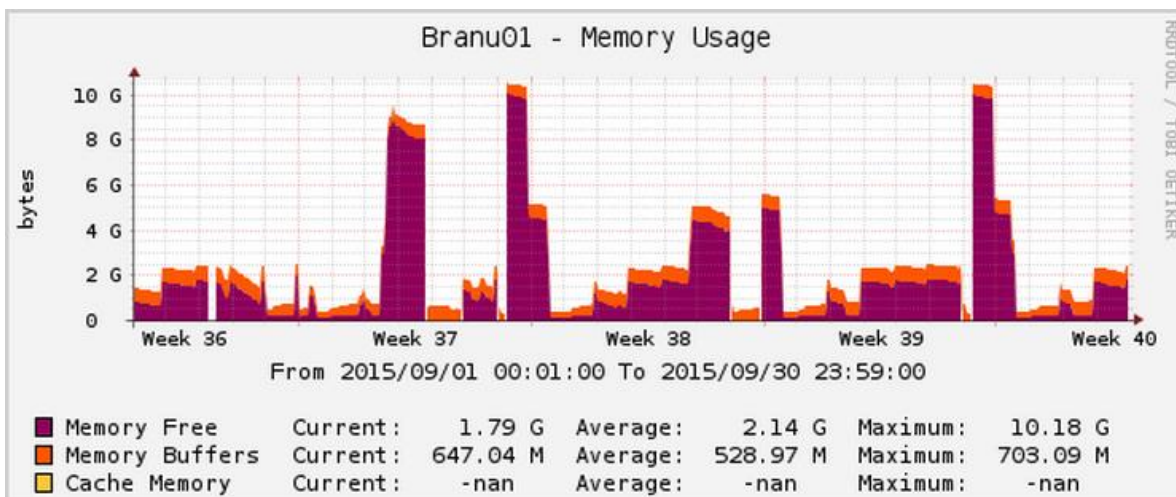 Branu01 - Memory Usage
RRDTOOL / TOBI OETIKER
bytes
10 G
8 G
6 G
4 G
2 G
0
Week 36 Week 37 Week 38 Week 39 Week 40
From 2015/09/01 00:01:00 To 2015/09/30 23:59:00
Memory Free Current: 1.79 G Average: 2.14 G Maximum: 10.18 G
Memory Buffers Current: 647.04 M Average: 528.97 M Maximum: 703.09 M
Cache Memory Current: -nan Average: -nan Maximum: -nan